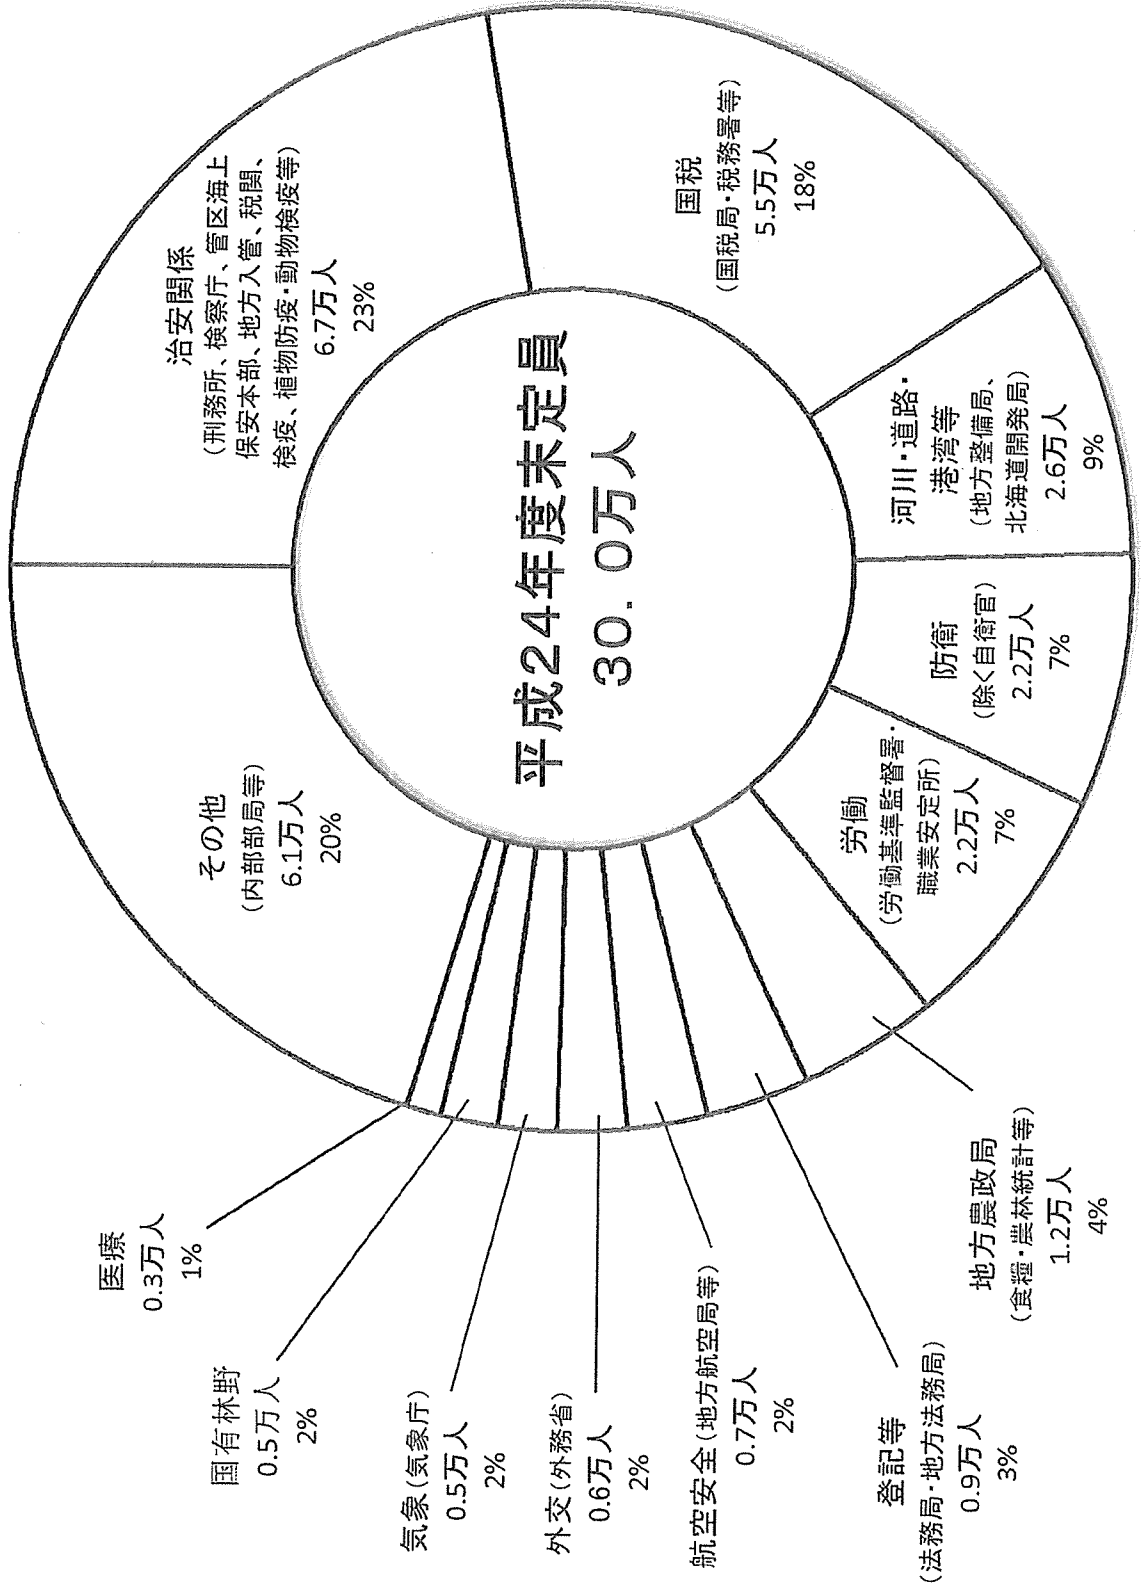 平成24年度末定員
30.0万人
治安関係
(刑務所、検察庁、管区海上
保安本部、地方入管、税関、
検疫、植物防疫・動物検疫等)
6.7万人
23%
国税
(国税局・税務署等)
5.5万人
18%
河川・道路・
港湾等
(地方整備局、
北海道開発局)
2.6万人
9%
防衛
(除く自衛官)
2.2万人
7%
労働
(労働基準監督署・
職業安定所)
2.2万人
7%
地方農政局
(食糧・農林統計等)
1.2万人
4%
登記等
(法務局・地方法務局)
0.9万人
3%
航空安全(地方航空局等)
0.7万人
2%
外交(外務省)
0.6万人
2%
気象(気象庁)
0.5万人
2%
国有林野
0.5万人
2%
医療
0.3万人
1%
その他
(内部部局等)
6.1万人
20%